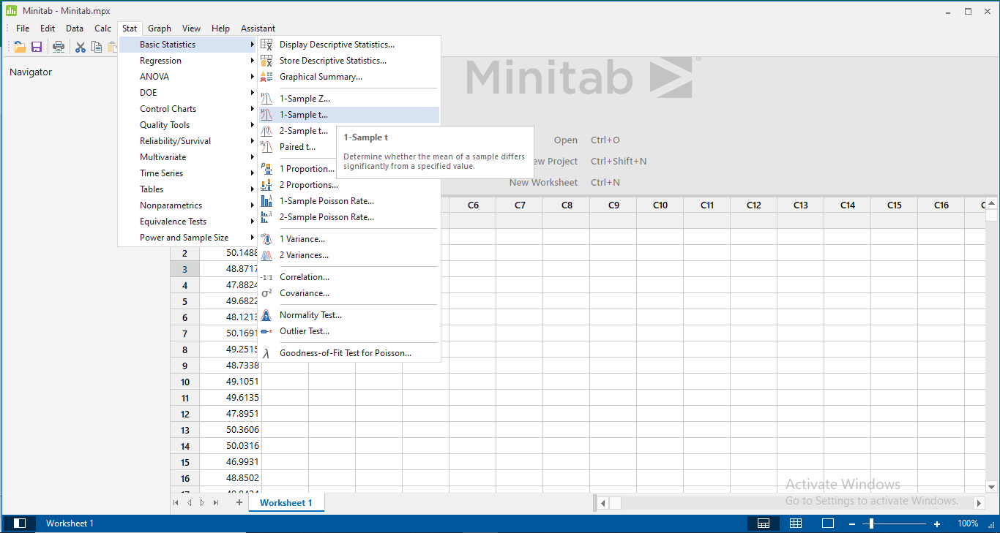 Minitab - Minitab.mpx
File Edit Data Calc Stat Graph View Help Assistant
Navigator
Basic Statistics
Regression
ANOVA
DOE
Control Charts
Quality Tools
Reliability/Survival
Multivariate
Time Series
Tables
Nonparametrics
Equivalence Tests
Power and Sample Size
Display Descriptive Statistics...
Store Descriptive Statistics...
Graphical Summary...
1-Sample Z...
1-Sample t...
2-Sample t...
Paired t...
1 Proportion...
2 Proportions...
1-Sample Poisson Rate...
2-Sample Poisson Rate...
1 Variance...
2 Variances...
Correlation...
Covariance...
Normality Test...
Outlier Test...
Goodness-of-Fit Test for Poisson...
1-Sample t
Determine whether the mean of a sample differs
significantly from a specified value.
Minitab
Open Ctrl+O
Project Ctrl+Shift+N
New Worksheet Ctrl+N
C6 C7 C8 C9 C10 C11 C12 C13 C14 C15 C16
2 50.1488
3 48.8717
4 47.8824
5 49.6822
6 48.1213
7 50.1691
8 49.2515
9 48.7338
10 49.1051
11 49.6135
12 47.8951
13 50.3606
14 50.0316
15 46.9931
16 48.8502
Activate Windows
Go to Settings to activate Windows.
Worksheet 1
Worksheet 1 100%